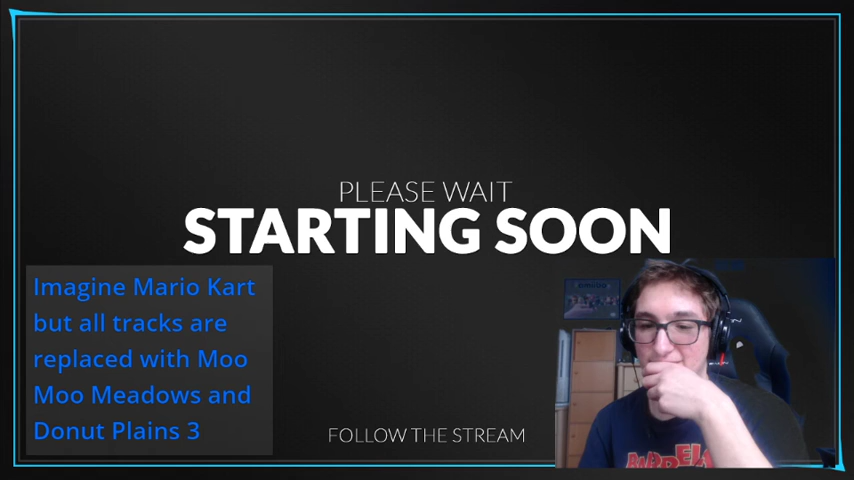 PLEASE WAIT
STARTING SOON
Imagine Mario Kart
but all tracks are
replaced with Moo
Moo Meadows and
Donut Plains 3
FOLLOW THE STREAM